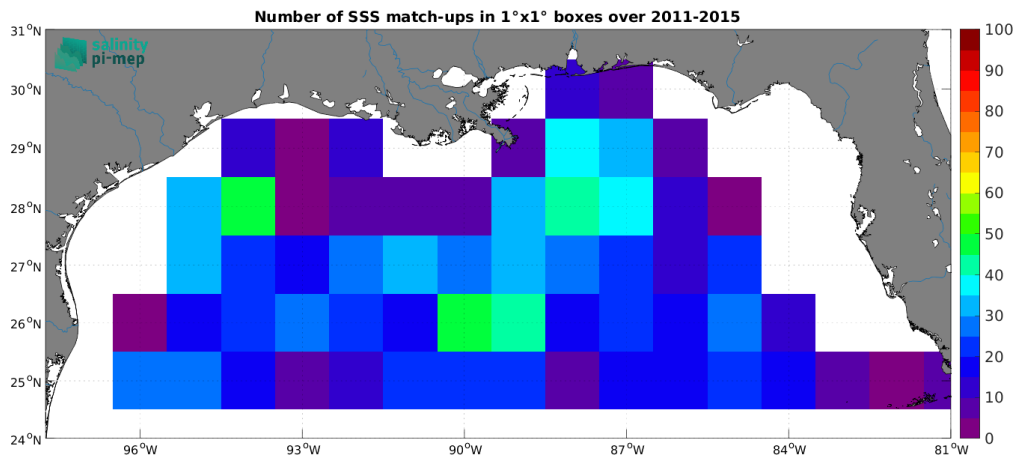 Number of SSS match-ups in 1°x1° boxes over 2011-2015
salinity
pi-mep
31°N
30°N
29°N
28°N
27°N
26°N
25°N
24°N
96°W 93°W 90°W 87°W 84°W 81°W
100
90
80
70
60
50
40
30
20
10
0